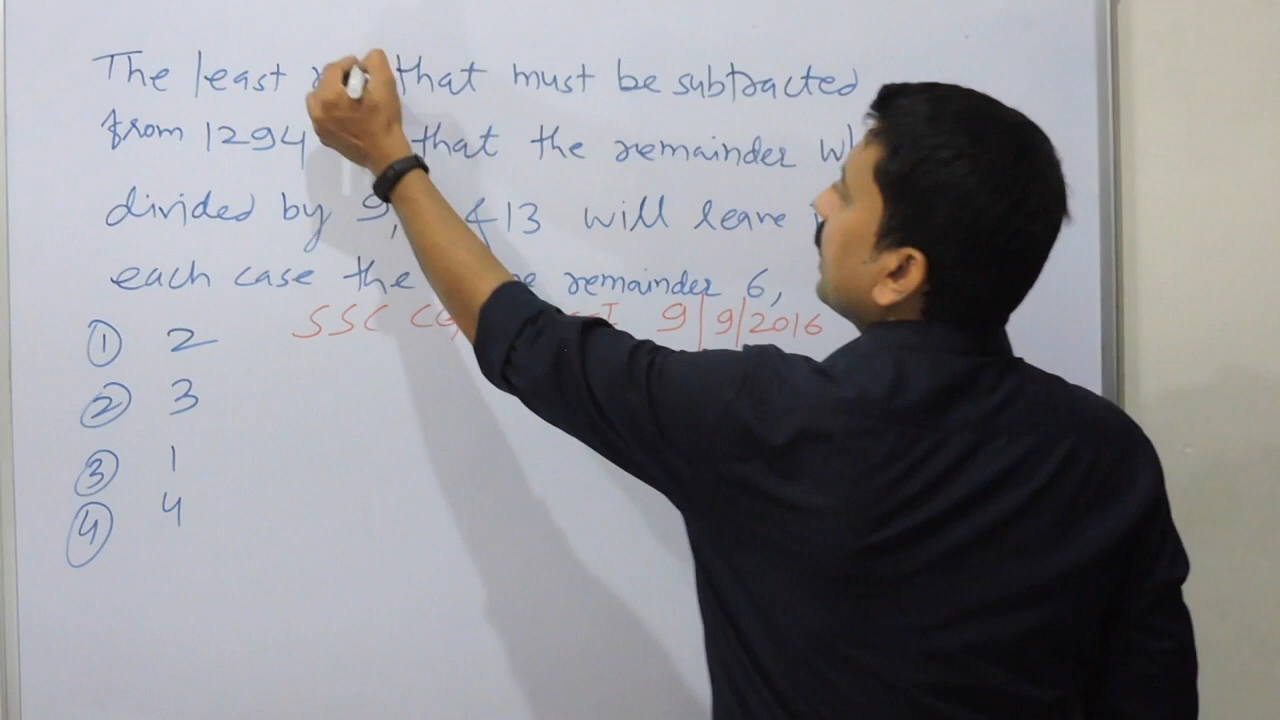 The least that must be subtracted
from 1294 that the remainder
divided by 9, 13 will leave
each case the remainder 6,
SSC 9/9/2016
① 2
② 3
③ 1
④ 4